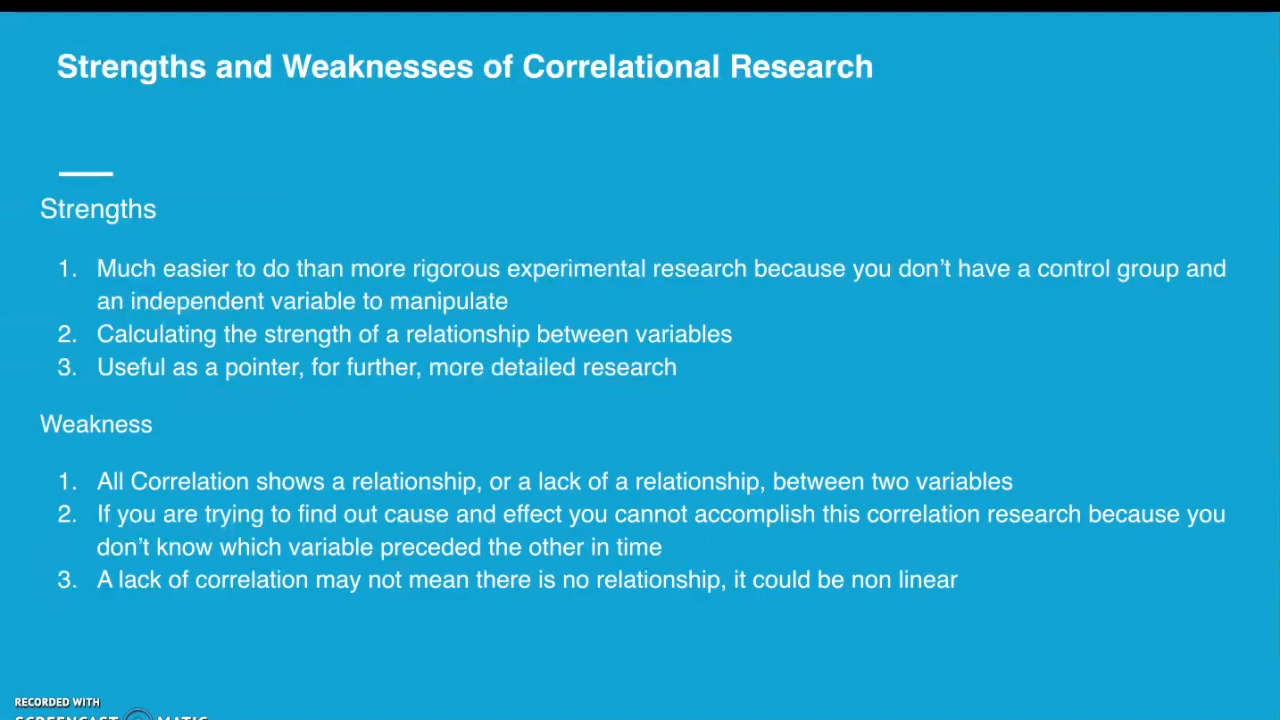 Strengths and Weaknesses of Correlational Research
Strengths
1. Much easier to do than more rigorous experimental research because you don't have a control group and
an independent variable to manipulate
2. Calculating the strength of a relationship between variables
3. Useful as a pointer, for further, more detailed research
Weakness
1. All Correlation shows a relationship, or a lack of a relationship, between two variables
2. If you are trying to find out cause and effect you cannot accomplish this correlation research because you
don't know which variable preceded the other in time
3. A lack of correlation may not mean there is no relationship, it could be non linear
RECORDED WITH
SCREENCAST MATIC